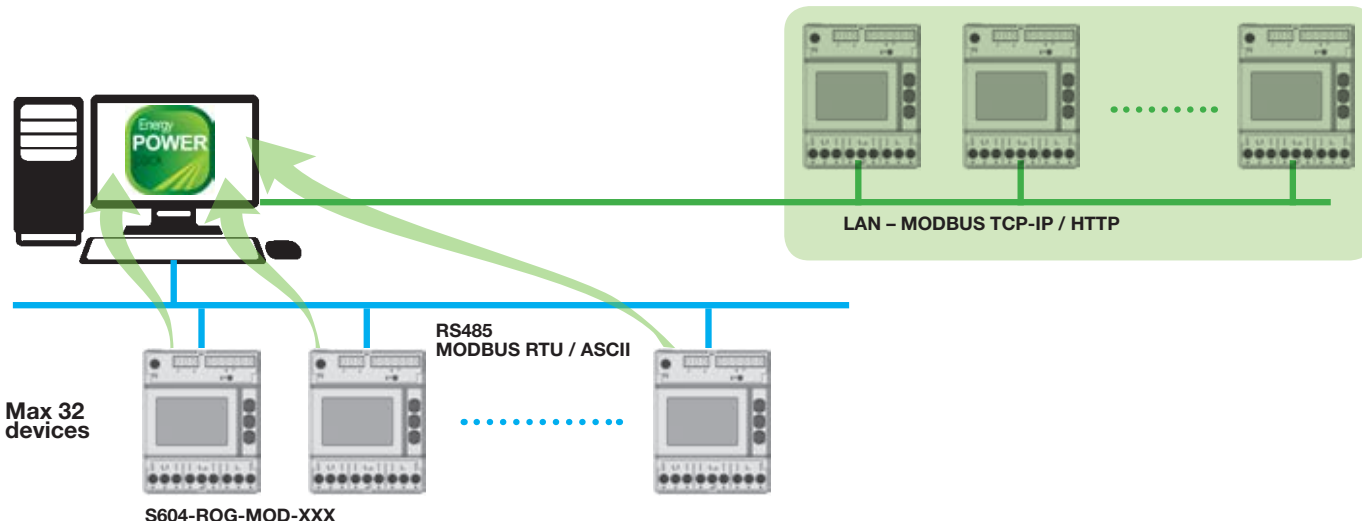 Energy
POWER
LAN – MODBUS TCP-IP / HTTP
RS485
MODBUS RTU / ASCII
Max 32
devices
S604-ROG-MOD-XXX